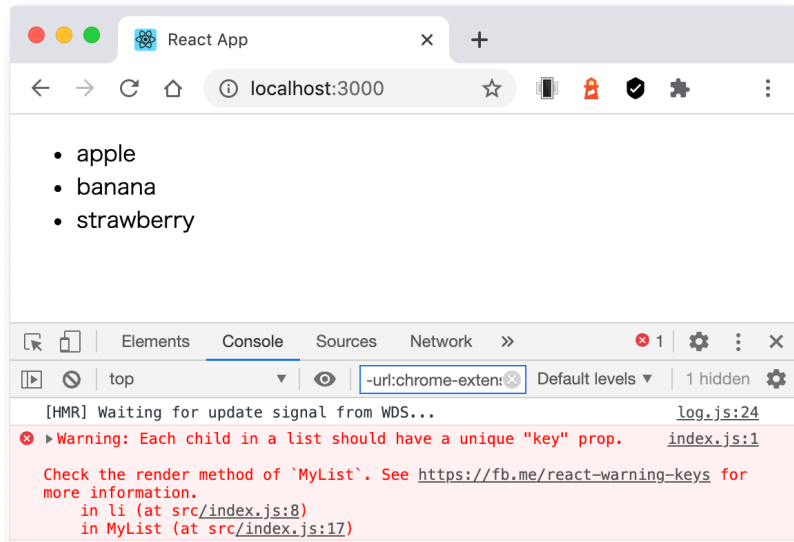 React App
localhost:3000
• apple
• banana
• strawberry
Elements Console Sources Network » 1
top ▼ -url:chrome-extens Default levels ▼ 1 hidden
[HMR] Waiting for update signal from WDS... log.js:24
▶Warning: Each child in a list should have a unique "key" prop. index.js:1
Check the render method of `MyList`. See https://fb.me/react-warning-keys for
more information.
in li (at src/index.js:8)
in MyList (at src/index.js:17)